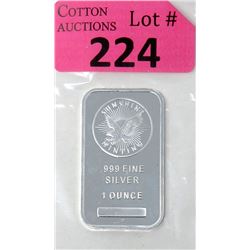 COTTON
AUCTIONS
Lot #
224
SUNSHINE
MINTING
.999 FINE
SILVER
1 OUNCE